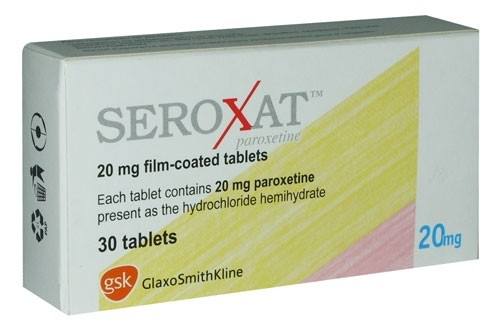 SEROXAT™
paroxetine
20 mg film-coated tablets
Each tablet contains 20 mg paroxetine
present as the hydrochloride hemihydrate
30 tablets
20mg
gsk GlaxoSmithKline